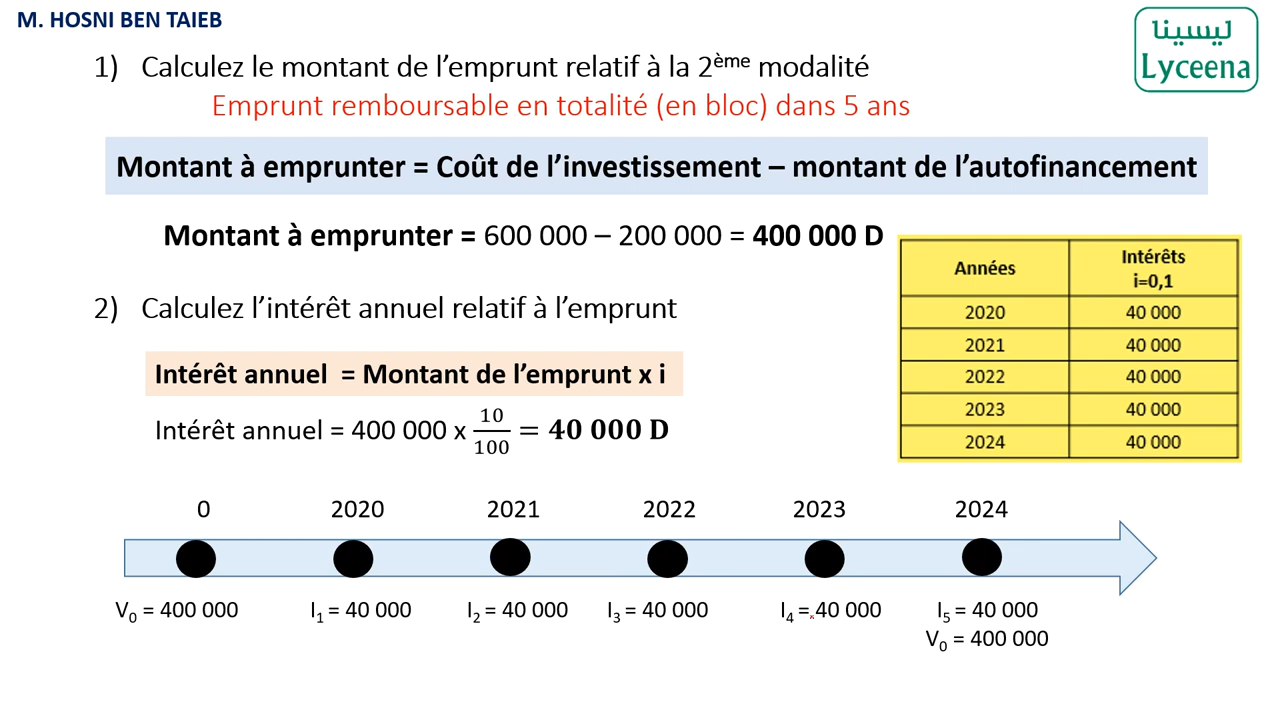 M. HOSNI BEN TAIEB
ليسينا
Lyceena
1) Calculez le montant de l’emprunt relatif à la 2ème modalité
Emprunt remboursable en totalité (en bloc) dans 5 ans
Montant à emprunter = Coût de l’investissement – montant de l’autofinancement
Montant à emprunter = 600 000 – 200 000 = 400 000 D
2) Calculez l’intérêt annuel relatif à l’emprunt
Intérêt annuel = Montant de l’emprunt x i
Intérêt annuel = 400 000 x 10/100 = 40 000 D
Années Intérêts i=0,1
2020 40 000
2021 40 000
2022 40 000
2023 40 000
2024 40 000
0 2020 2021 2022 2023 2024
V0 = 400 000 I1 = 40 000 I2 = 40 000 I3 = 40 000 I4 = 40 000 I5 = 40 000
V0 = 400 000